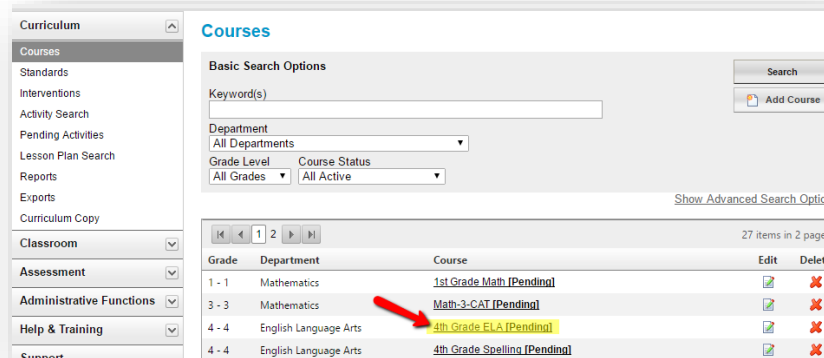 Curriculum
Courses
Standards
Interventions
Activity Search
Pending Activities
Lesson Plan Search
Reports
Exports
Curriculum Copy
Classroom
Assessment
Administrative Functions
Help & Training
Support
Courses
Basic Search Options
Search
Keyword(s)
Add Course
Department
All Departments
Grade Level Course Status
All Grades All Active
Show Advanced Search Optio
1 2 27 items in 2 page
Grade Department Course Edit Delet
1 - 1 Mathematics 1st Grade Math [Pending]
3 - 3 Mathematics Math-3-CAT [Pending]
4 - 4 English Language Arts 4th Grade ELA [Pending]
4 - 4 English Language Arts 4th Grade Spelling [Pending]